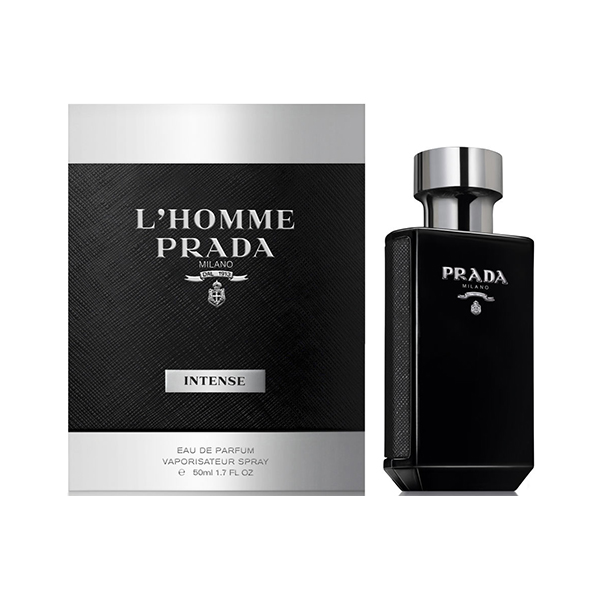 L'HOMME
PRADA
MILANO
DAL 1913
INTENSE
EAU DE PARFUM
VAPORISATEUR SPRAY
℮ 50ml 1.7 FL OZ
PRADA
MILANO